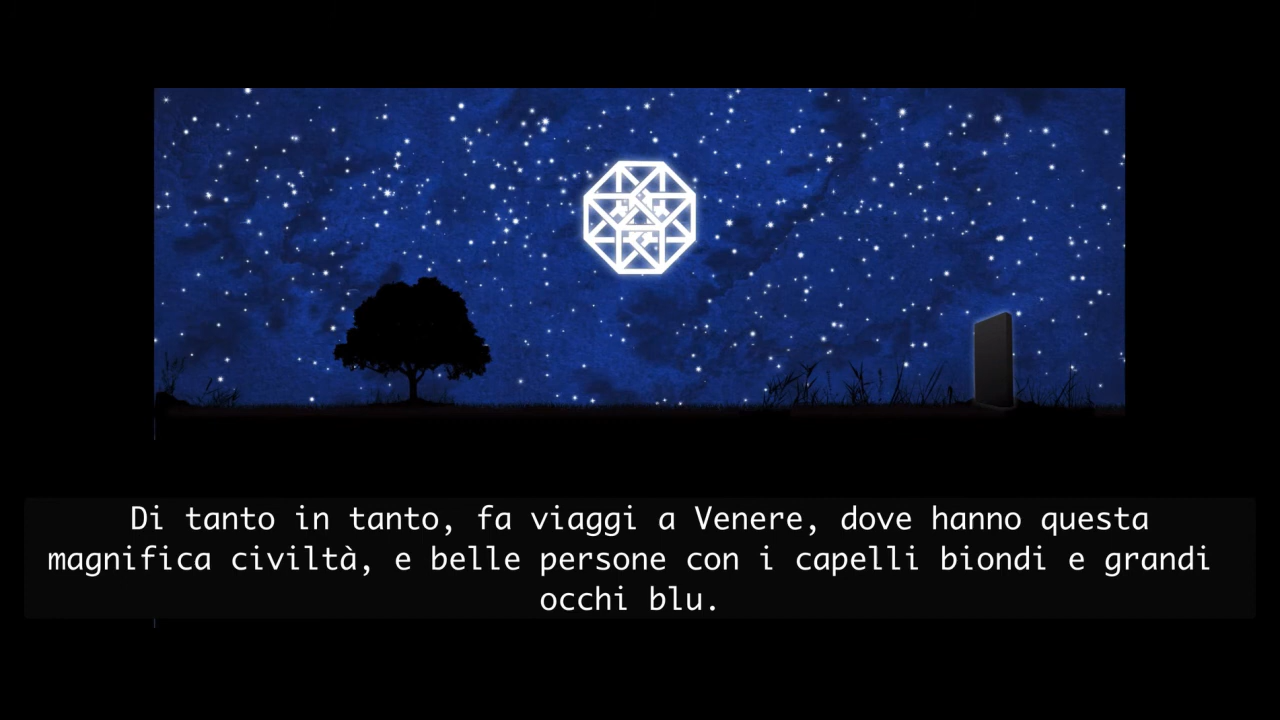 Di tanto in tanto, fa viaggi a Venere, dove hanno questa
magnifica civiltà, e belle persone con i capelli biondi e grandi
occhi blu.